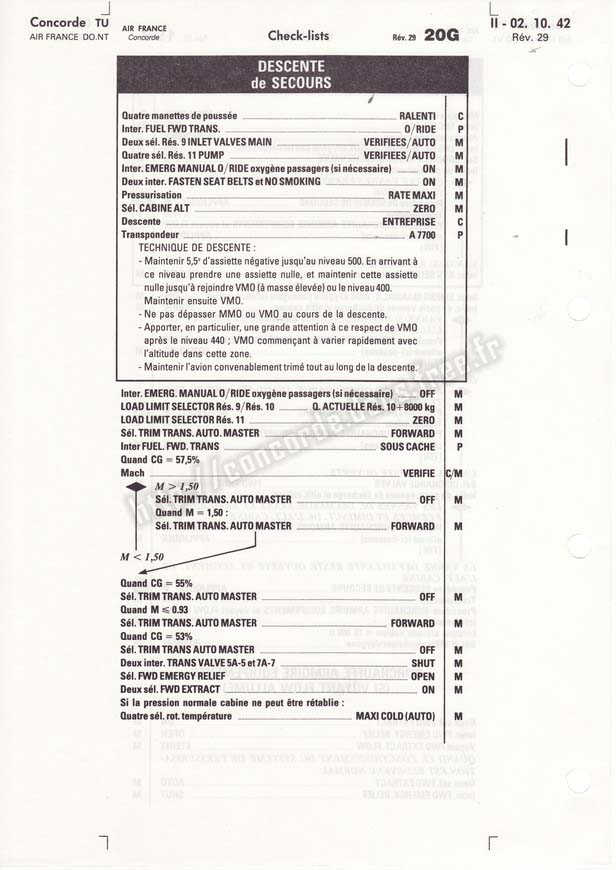 Concorde TU
AIR FRANCE DO.NT
AIR FRANCE
Concorde
Check-lists
Rév. 29 20G
II - 02. 10. 42
Rév. 29
DESCENTE
de SECOURS
Quatre manettes de poussée RALENTI C
Inter. FUEL FWD TRANS. O/RIDE P
Deux sél. Rés. 9 INLET VALVES MAIN VERIFIEES/AUTO M
Quatre sél. Rés. 11 PUMP VERIFIEES/AUTO M
Inter. EMERG MANUAL O/RIDE oxygène passagers (si nécessaire) ON M
Deux inter. FASTEN SEAT BELTS et NO SMOKING ON M
Pressurisation RATE MAXI M
Sél. CABINE ALT ZERO M
Descente ENTREPRISE C
Transpondeur A 7700 P
TECHNIQUE DE DESCENTE :
- Maintenir 5,5° d'assiette négative jusqu'au niveau 500. En arrivant à
ce niveau prendre une assiette nulle, et maintenir cette assiette
nulle jusqu'à rejoindre VMO (à masse élevée) ou le niveau 400.
Maintenir ensuite VMO.
- Ne pas dépasser MMO ou VMO au cours de la descente.
- Apporter, en particulier, une grande attention à ce respect de VMO
après le niveau 440 ; VMO commençant à varier rapidement avec
l'altitude dans cette zone.
- Maintenir l'avion convenablement trimé tout au long de la descente.
Inter. EMERG. MANUAL O/RIDE oxygène passagers (si nécessaire) OFF M
LOAD LIMIT SELECTOR Rés. 9/Rés. 10 Q. ACTUELLE Rés. 10+8000 kg M
LOAD LIMIT SELECTOR Rés. 11 ZERO M
Sél. TRIM TRANS. AUTO. MASTER FORWARD M
Inter FUEL. FWD. TRANS SOUS CACHE P
Quand CG = 57,5%
Mach VERIFIE C/M
M > 1,50
Sél. TRIM TRANS. AUTO MASTER OFF M
Quand M = 1,50 :
Sél. TRIM TRANS. AUTO MASTER FORWARD M
M < 1,50
Quand CG = 55%
Sél. TRIM TRANS. AUTO MASTER OFF M
Quand M ≤ 0.93
Sél. TRIM TRANS. AUTO MASTER FORWARD M
Quand CG = 53%
Sél. TRIM TRANS AUTO MASTER OFF M
Deux inter. TRANS VALVE 5A-5 et 7A-7 SHUT M
Sél. FWD EMERGY RELIEF OPEN M
Deux sél. FWD EXTRACT ON M
Si la pression normale cabine ne peut être rétablie :
Quatre sél. rot. température MAXI COLD (AUTO) M